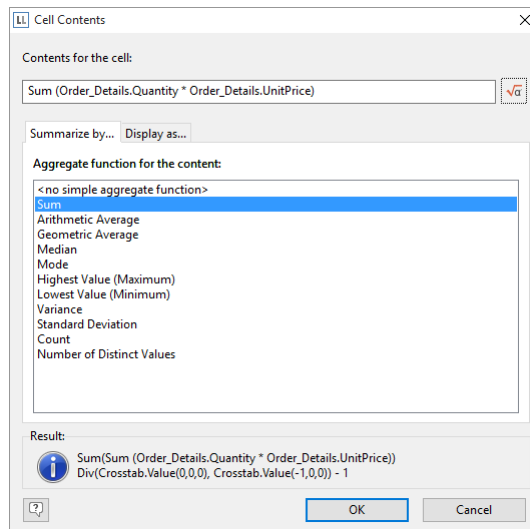 LL Cell Contents
Contents for the cell:
Sum (Order_Details.Quantity * Order_Details.UnitPrice)
√α
Summarize by... Display as...
Aggregate function for the content:
<no simple aggregate function>
Sum
Arithmetic Average
Geometric Average
Median
Mode
Highest Value (Maximum)
Lowest Value (Minimum)
Variance
Standard Deviation
Count
Number of Distinct Values
Result:
Sum(Sum (Order_Details.Quantity * Order_Details.UnitPrice))
Div(Crosstab.Value(0,0,0), Crosstab.Value(-1,0,0)) - 1
OK Cancel